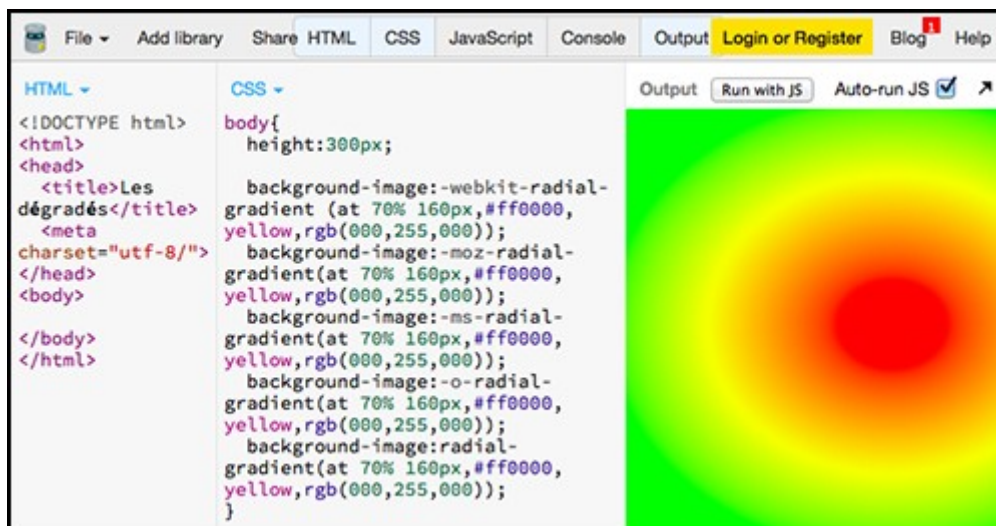 File Add library Share HTML CSS JavaScript Console Output Login or Register Blog 1 Help
HTML
<!DOCTYPE html>
<html>
<head>
<title>Les
dégradés</title>
<meta
charset="utf-8/">
</head>
<body>
</body>
</html>
CSS
body{
height:300px;
background-image:-webkit-radial-
gradient (at 70% 160px,#ff0000,
yellow,rgb(000,255,000));
background-image:-moz-radial-
gradient(at 70% 160px,#ff0000,
yellow,rgb(000,255,000));
background-image:-ms-radial-
gradient(at 70% 160px,#ff0000,
yellow,rgb(000,255,000));
background-image:-o-radial-
gradient(at 70% 160px,#ff0000,
yellow,rgb(000,255,000));
background-image:radial-
gradient(at 70% 160px,#ff0000,
yellow,rgb(000,255,000));
}
Output Run with JS Auto-run JS